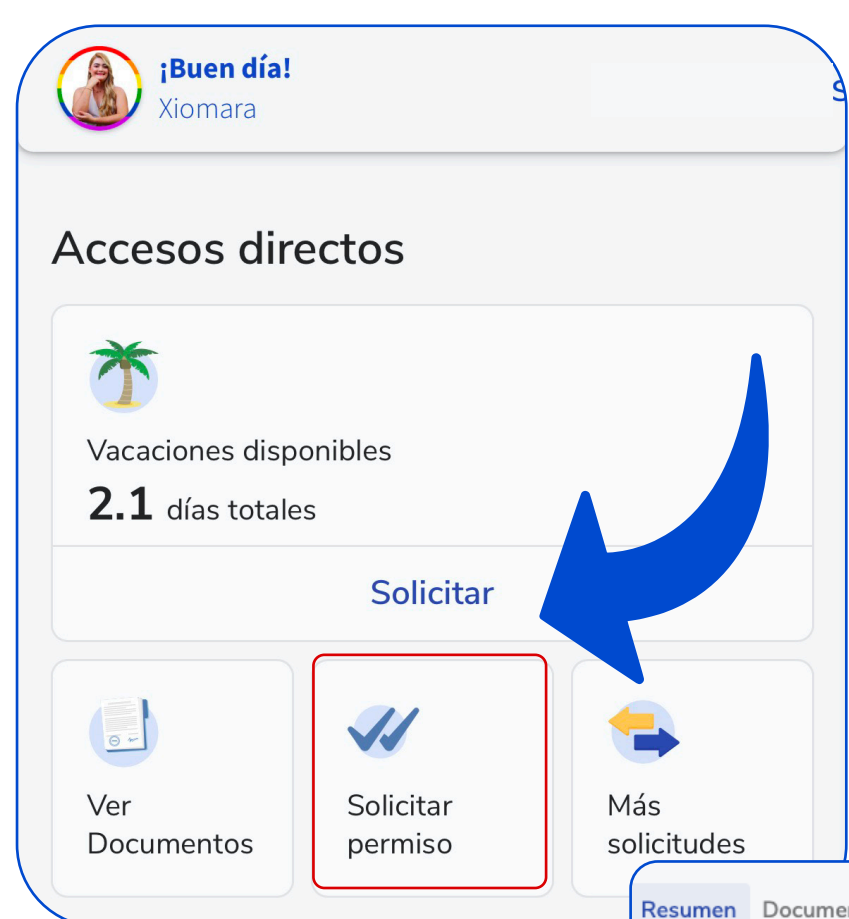 ¡Buen día!
Xiomara
Accesos directos
Vacaciones disponibles
2.1 días totales
Solicitar
Ver
Documentos
Solicitar
permiso
Más
solicitudes
Resumen